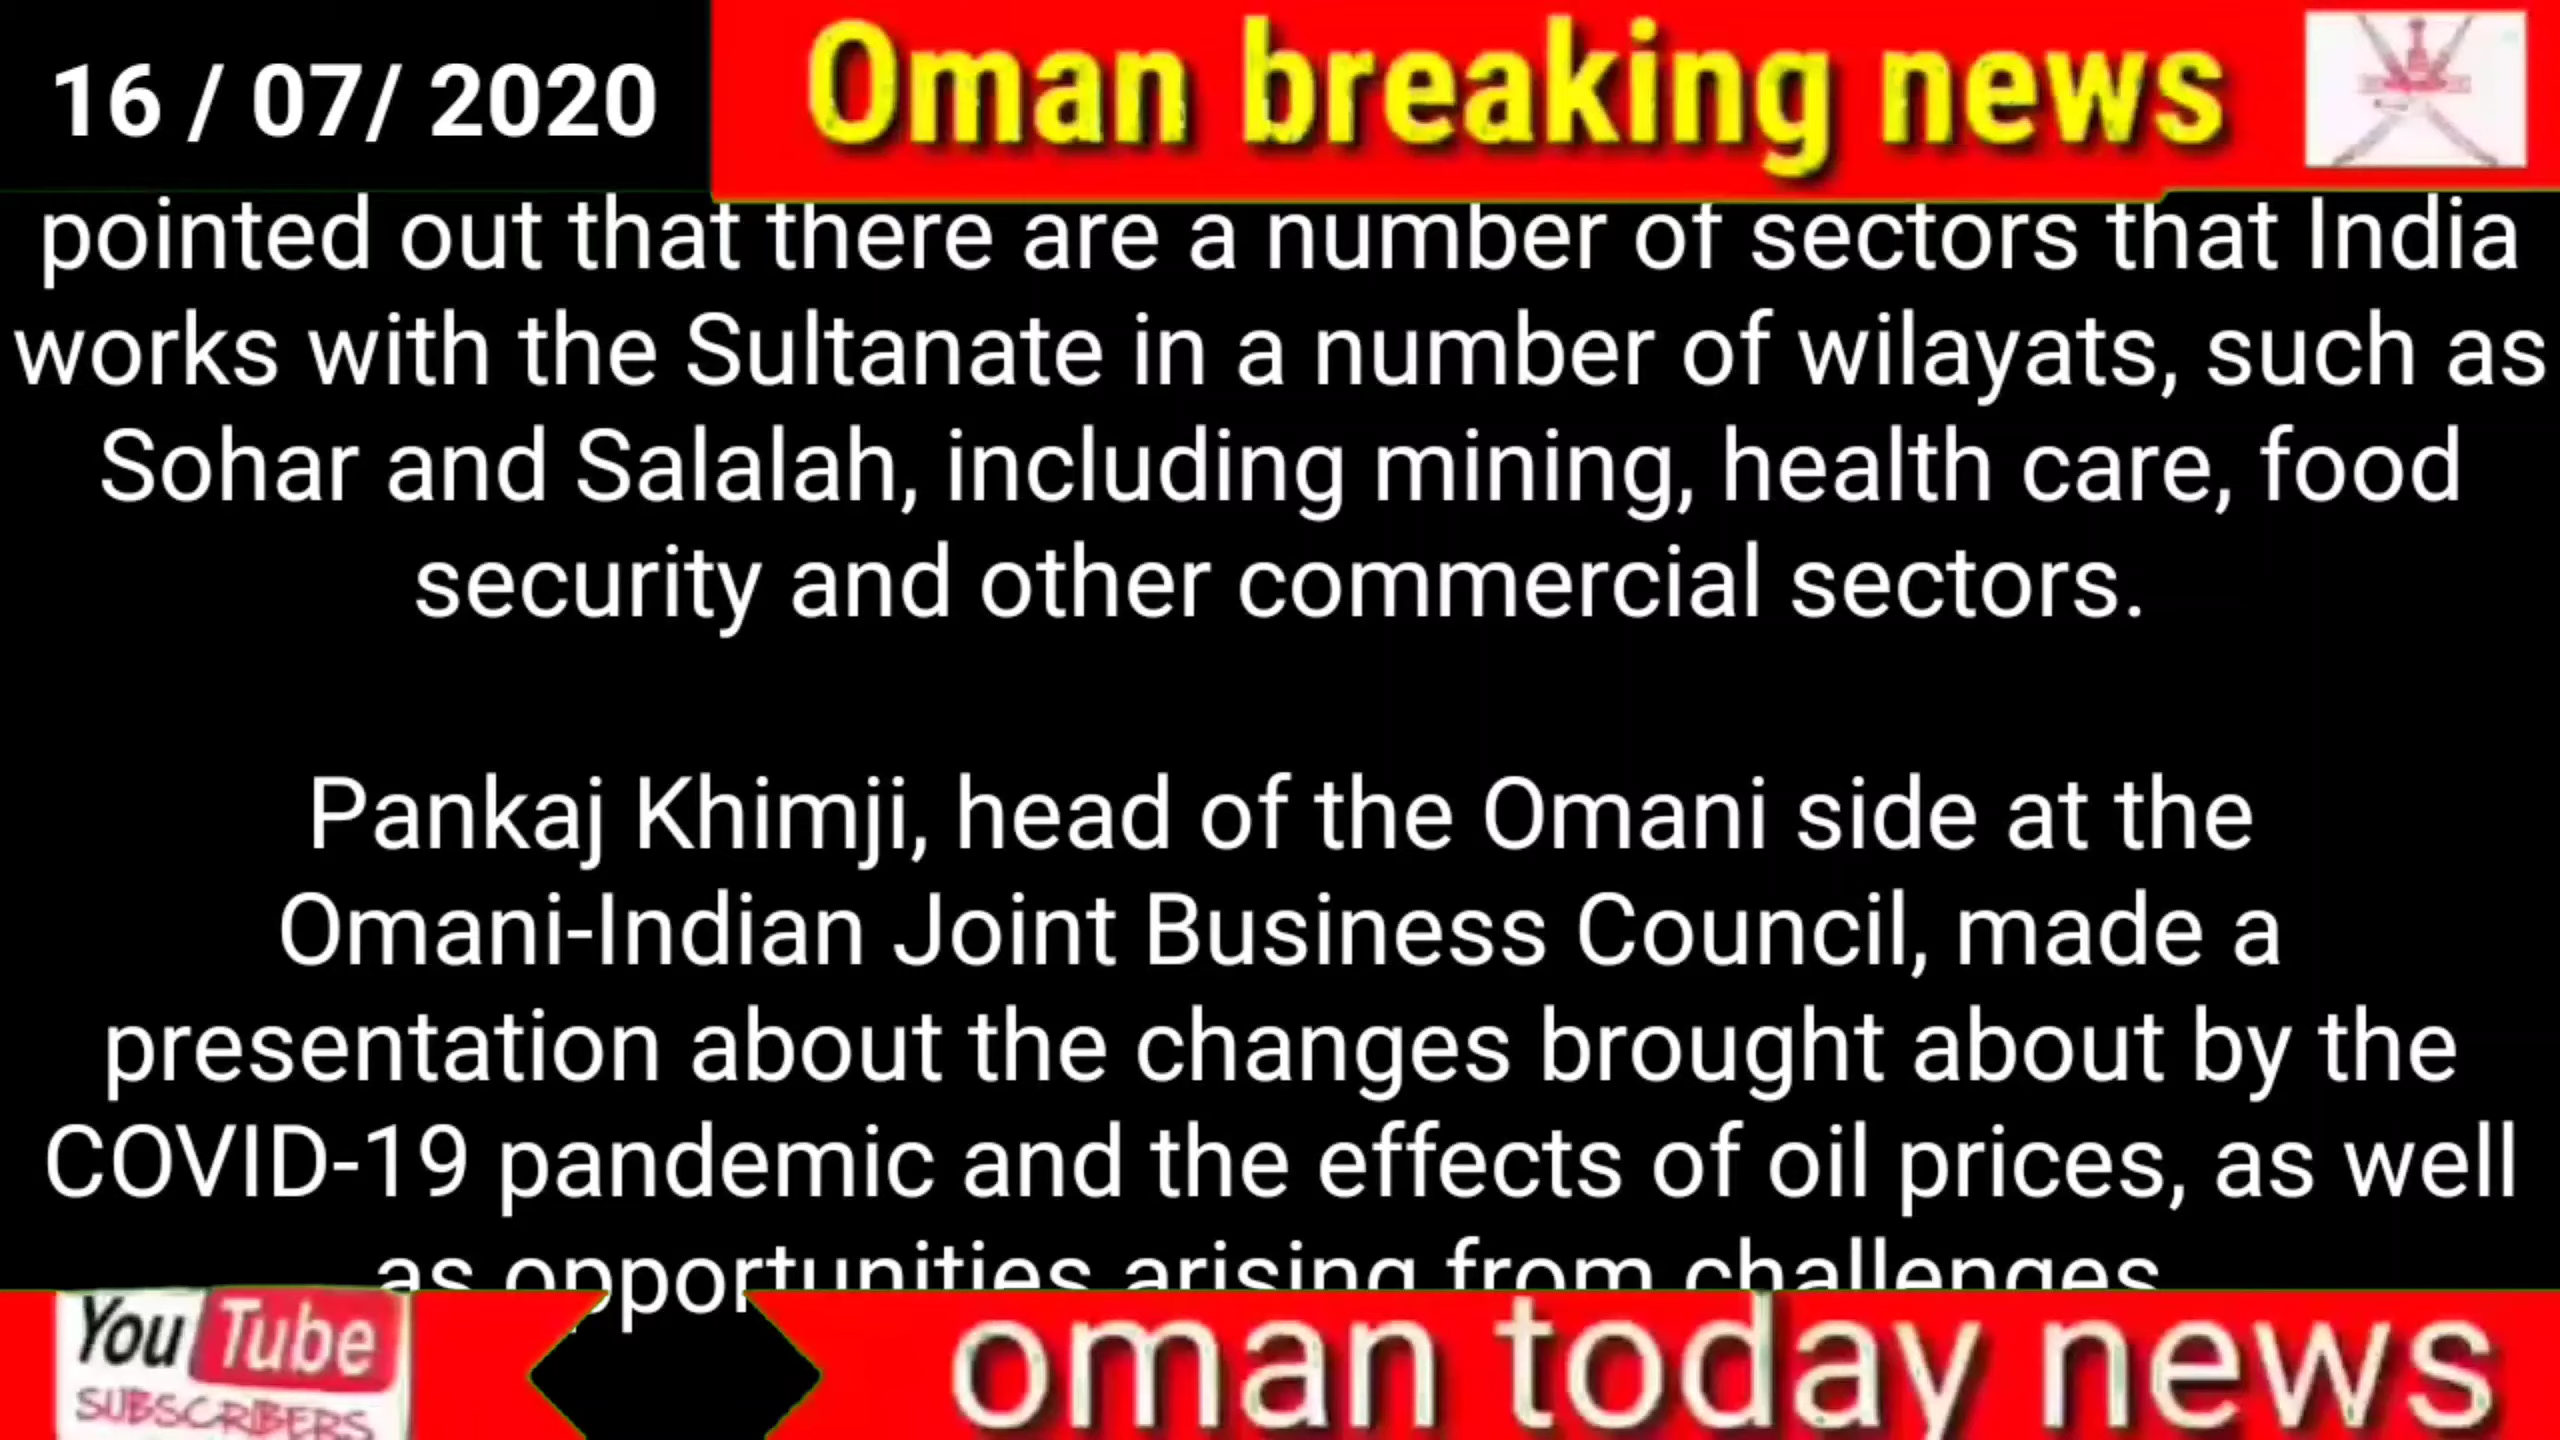 16 / 07/ 2020
Oman breaking news
pointed out that there are a number of sectors that India
works with the Sultanate in a number of wilayats, such as
Sohar and Salalah, including mining, health care, food
security and other commercial sectors.
Pankaj Khimji, head of the Omani side at the
Omani-Indian Joint Business Council, made a
presentation about the changes brought about by the
COVID-19 pandemic and the effects of oil prices, as well
as opportunities arising from challenges
You Tube
SUBSCRIBERS
oman today news